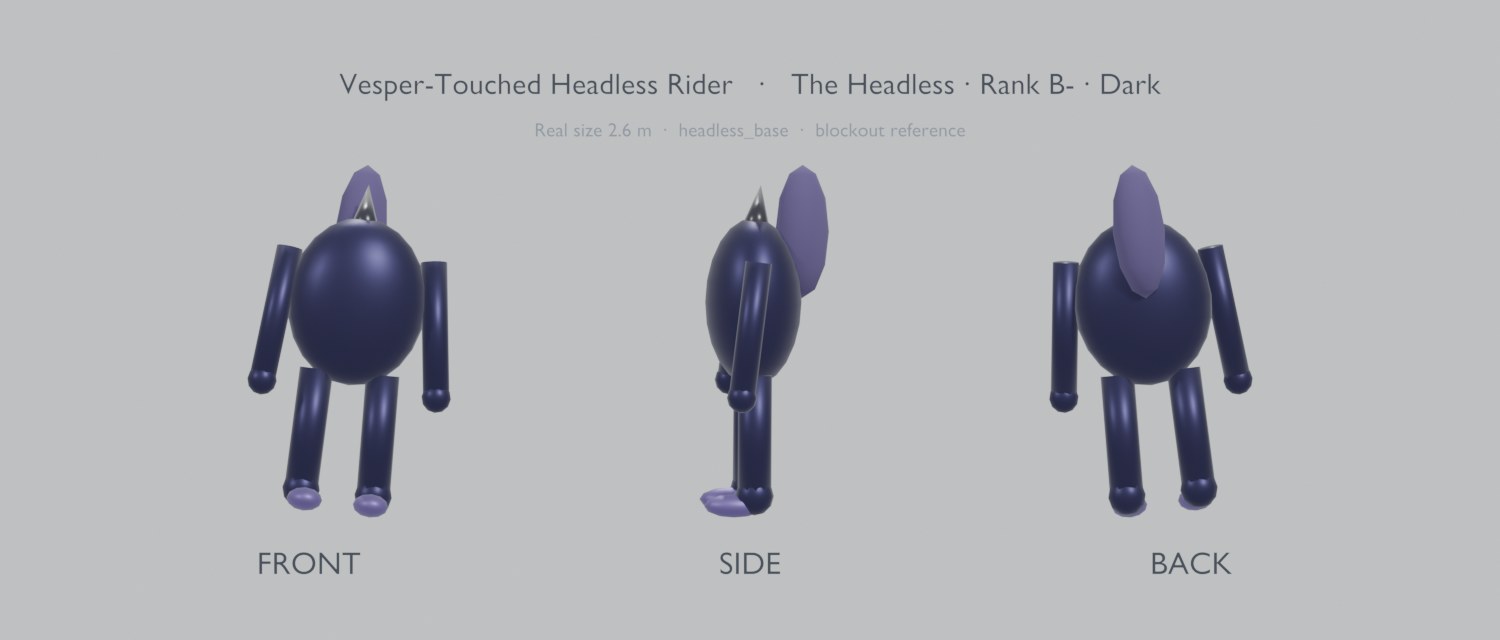 Vesper-Touched Headless Rider · The Headless · Rank B- · Dark
Real size 2.6 m · headless_base · blockout reference
FRONT SIDE BACK